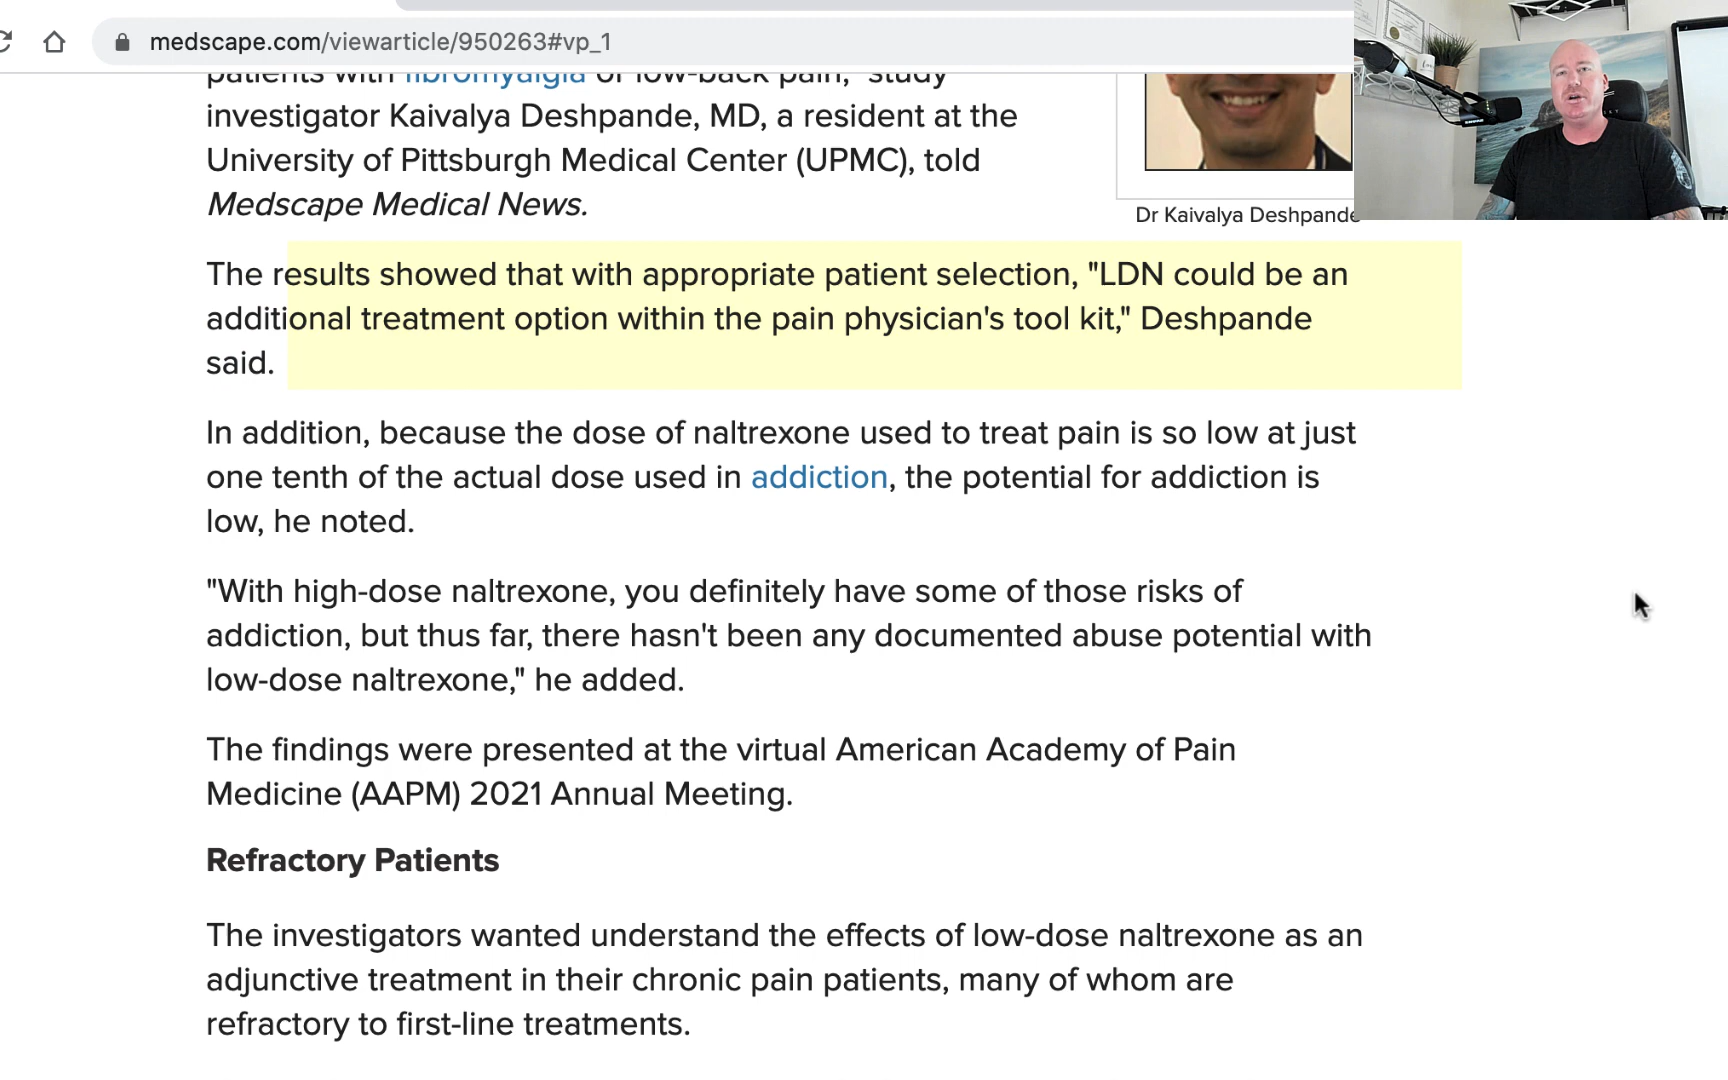 medscape.com/viewarticle/950263#vp_1
patients with fibromyalgia or low-back pain," study
investigator Kaivalya Deshpande, MD, a resident at the
University of Pittsburgh Medical Center (UPMC), told
Medscape Medical News.
Dr Kaivalya Deshpande
The results showed that with appropriate patient selection, "LDN could be an
additional treatment option within the pain physician's tool kit," Deshpande
said.
In addition, because the dose of naltrexone used to treat pain is so low at just
one tenth of the actual dose used in addiction, the potential for addiction is
low, he noted.
"With high-dose naltrexone, you definitely have some of those risks of
addiction, but thus far, there hasn't been any documented abuse potential with
low-dose naltrexone," he added.
The findings were presented at the virtual American Academy of Pain
Medicine (AAPM) 2021 Annual Meeting.
Refractory Patients
The investigators wanted understand the effects of low-dose naltrexone as an
adjunctive treatment in their chronic pain patients, many of whom are
refractory to first-line treatments.